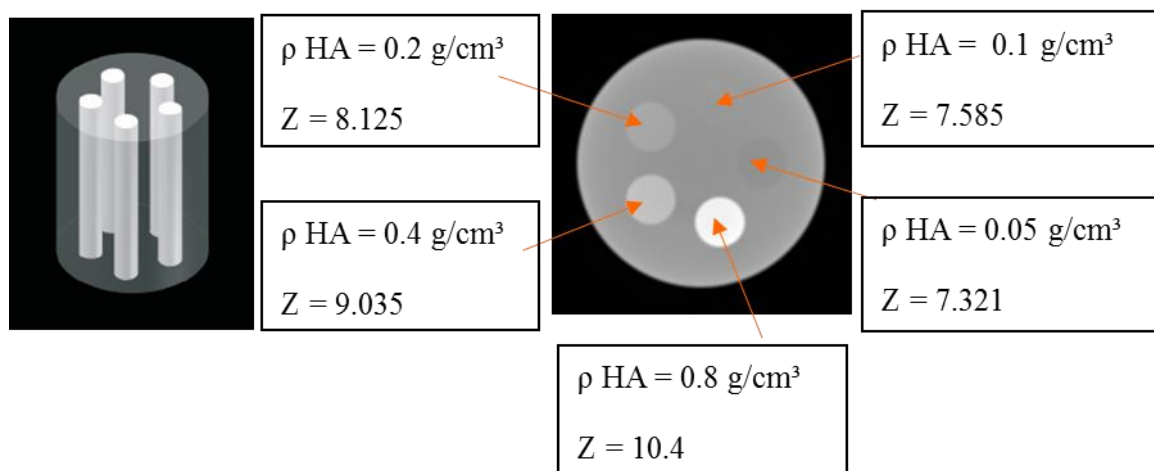 ρ HA = 0.2 g/cm³
Z = 8.125
ρ HA =  0.1 g/cm³
Z = 7.585
ρ HA = 0.4 g/cm³
Z = 9.035
ρ HA = 0.05 g/cm³
Z = 7.321
ρ HA = 0.8 g/cm³
Z = 10.4